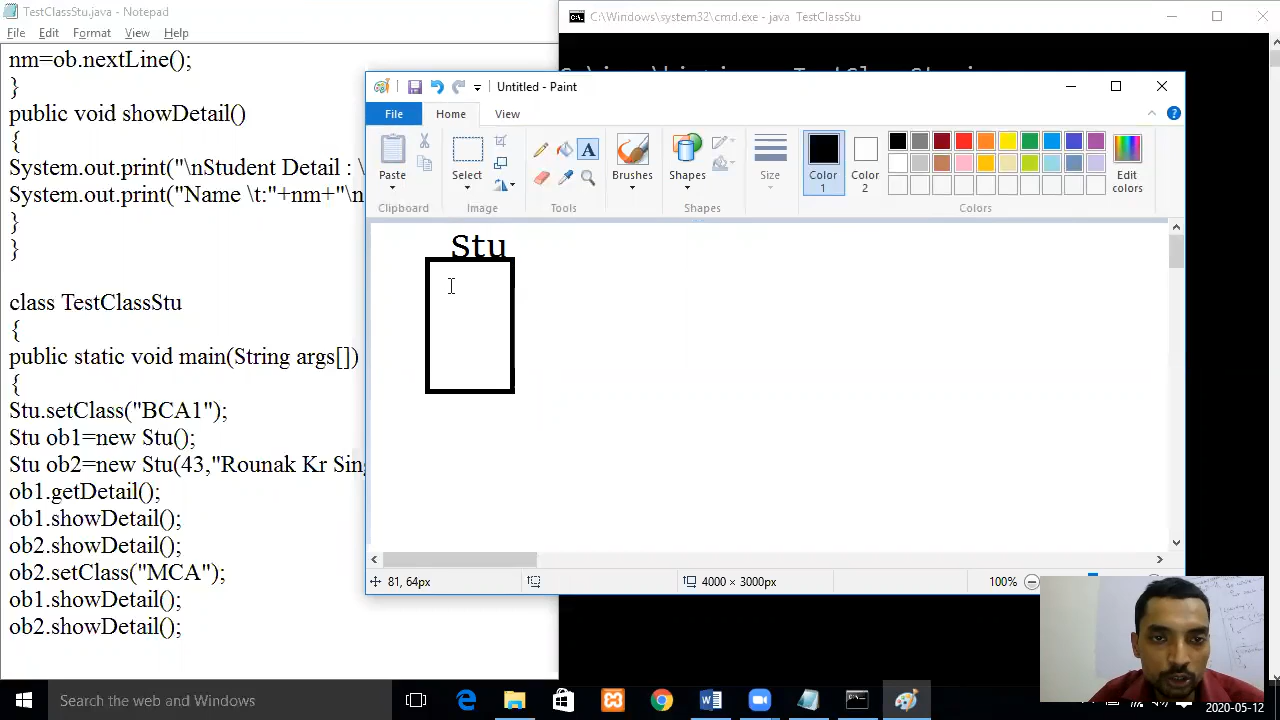 TestClassStu.java - Notepad
File Edit Format View Help
nm=ob.nextLine();
}
public void showDetail()
{
System.out.print("\nStudent Detail : \
System.out.print("Name \t:"+nm+"\n
}
}
class TestClassStu
{
public static void main(String args[])
{
Stu.setClass("BCA1");
Stu ob1=new Stu();
Stu ob2=new Stu(43,"Rounak Kr Sing
ob1.getDetail();
ob1.showDetail();
ob2.showDetail();
ob2.setClass("MCA");
ob1.showDetail();
ob2.showDetail();
C:\Windows\system32\cmd.exe - java TestClassStu
Untitled - Paint
File Home View
Paste Select Brushes Shapes Size Color 1 Color 2 Edit colors
Clipboard Image Tools Shapes Colors
Stu
81, 64px 4000 × 3000px 100%
Search the web and Windows
2020-05-12